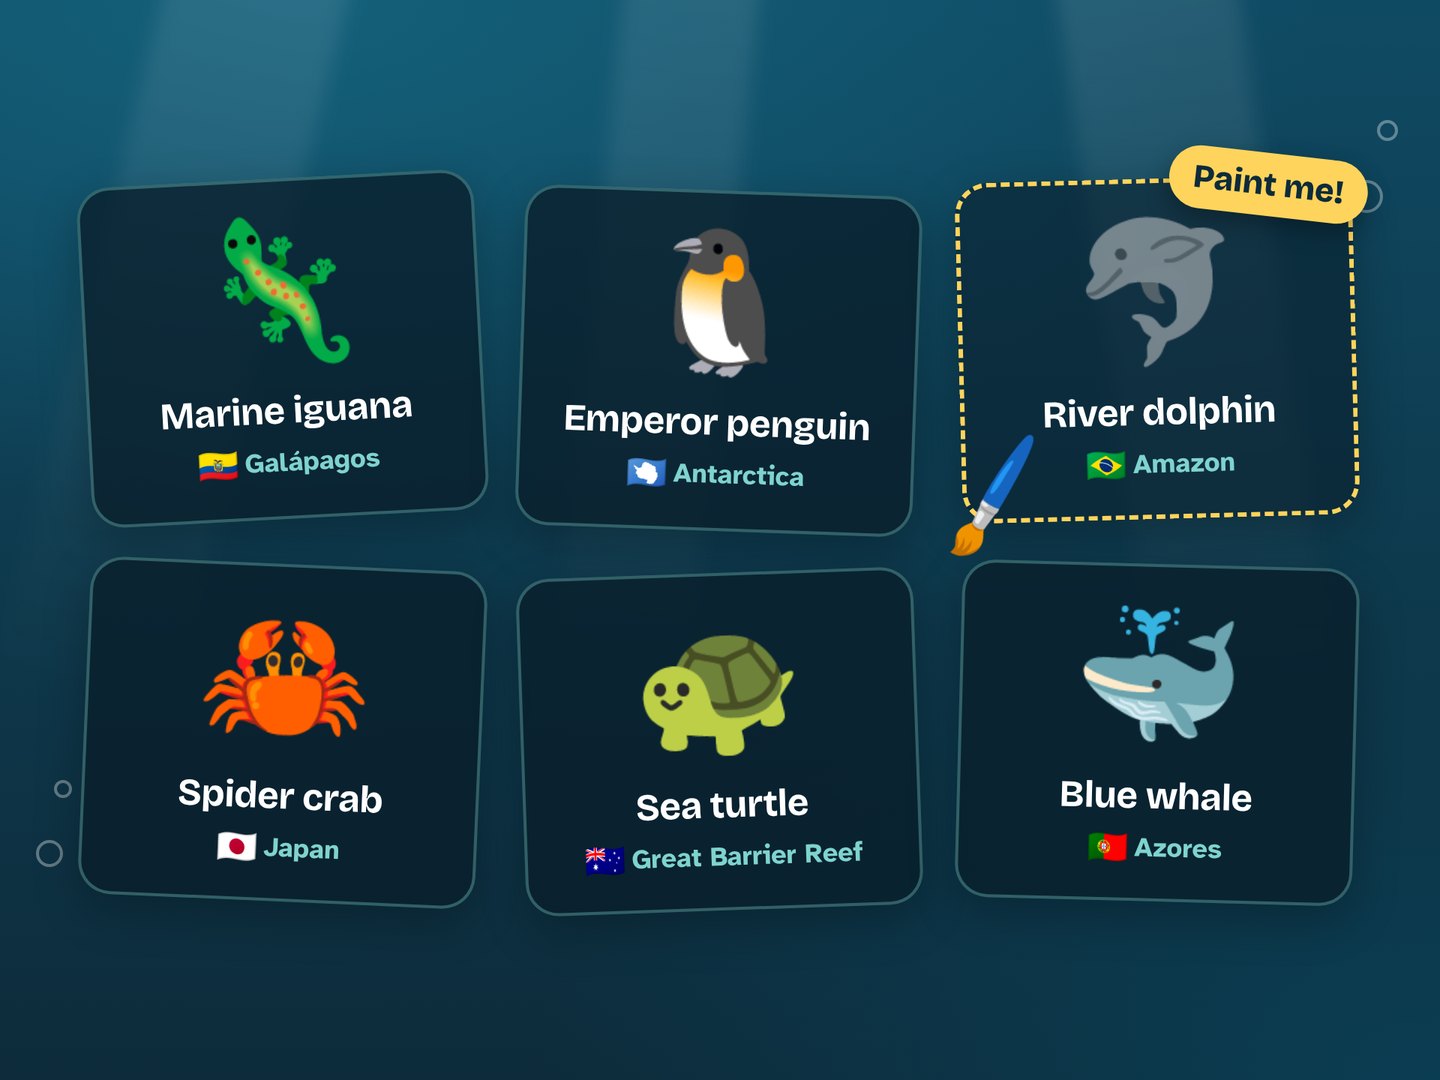 Paint me!
Marine iguana
Galápagos
Emperor penguin
Antarctica
River dolphin
Amazon
Spider crab
Japan
Sea turtle
Great Barrier Reef
Blue whale
Azores